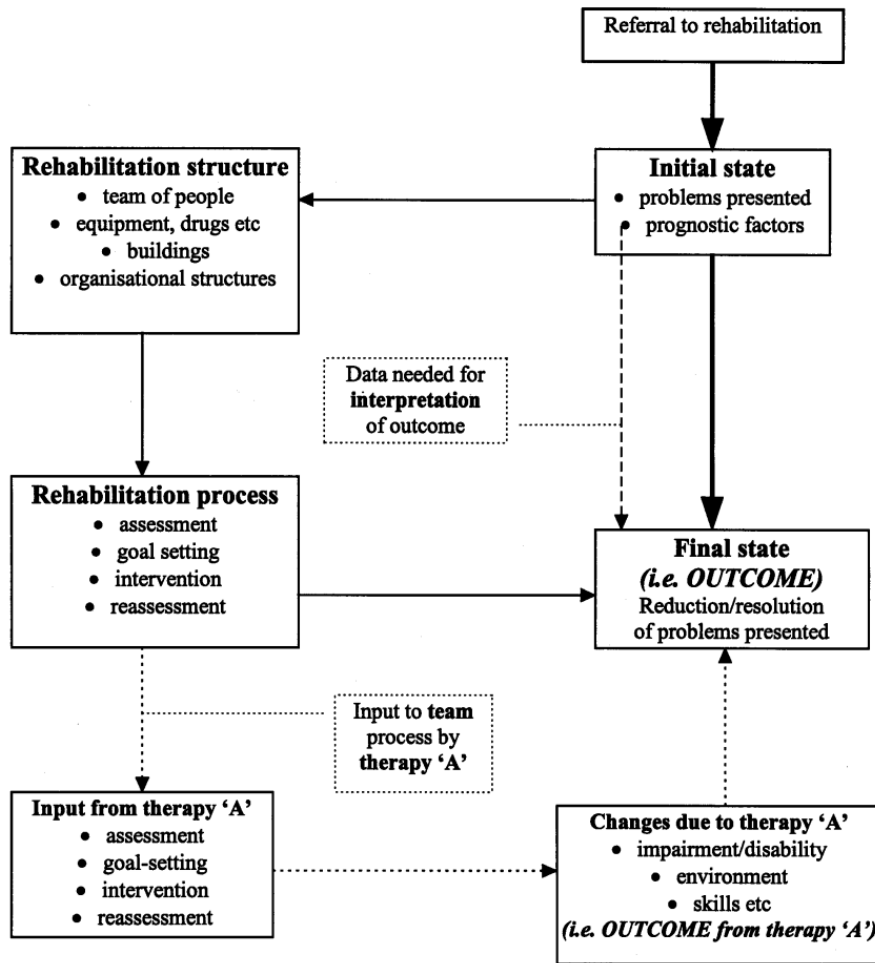 Referral to rehabilitation
Rehabilitation structure
• team of people
• equipment, drugs etc
• buildings
• organisational structures
Initial state
• problems presented
• prognostic factors
Data needed for
interpretation
of outcome
Rehabilitation process
• assessment
• goal setting
• intervention
• reassessment
Final state
(i.e. OUTCOME)
Reduction/resolution
of problems presented
Input to team
process by
therapy ‘A’
Input from therapy ‘A’
• assessment
• goal-setting
• intervention
• reassessment
Changes due to therapy ‘A’
• impairment/disability
• environment
• skills etc
(i.e. OUTCOME from therapy ‘A’)